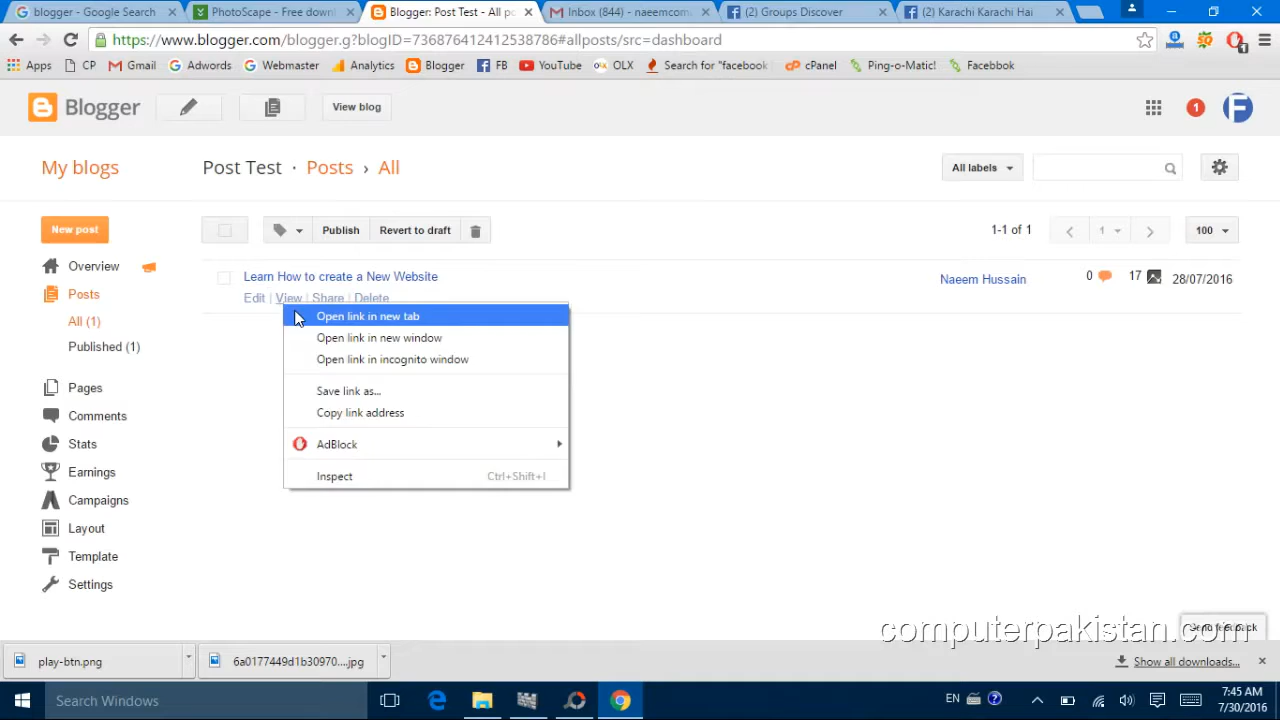 blogger - Google Search
PhotoScape - Free downl
Blogger: Post Test - All po
Inbox (844) - naeemcom
(2) Groups Discover
(2) Karachi Karachi Hai
https://www.blogger.com/blogger.g?blogID=736876412412538786#allposts/src=dashboard
Apps CP Gmail Adwords Webmaster Analytics Blogger FB YouTube OLX Search for "facebook cPanel Ping-o-Matic! Facebbok
Blogger
View blog
1
My blogs
Post Test · Posts › All
All labels
New post
Publish
Revert to draft
1-1 of 1
1
100
Overview
Learn How to create a New Website
Naeem Hussain
0
17
28/07/2016
Edit | View | Share | Delete
Posts
All (1)
Published (1)
Pages
Comments
Stats
Earnings
Campaigns
Layout
Template
Settings
Open link in new tab
Open link in new window
Open link in incognito window
Save link as...
Copy link address
AdBlock
Inspect Ctrl+Shift+I
computerpakistan.com
play-btn.png
6a0177449d1b30970....jpg
Show all downloads...
Search Windows
EN
7:45 AM
7/30/2016